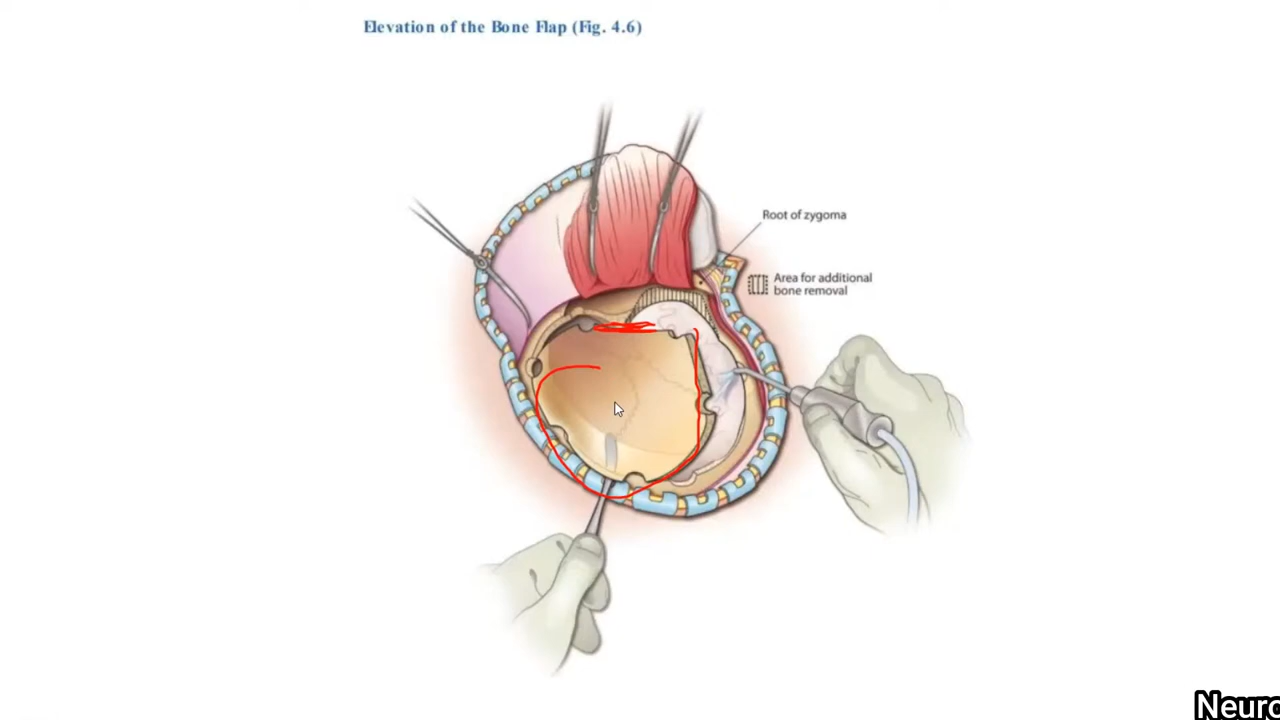 Elevation of the Bone Flap (Fig. 4.6)
Root of zygoma
Area for additional
bone removal
Neuro